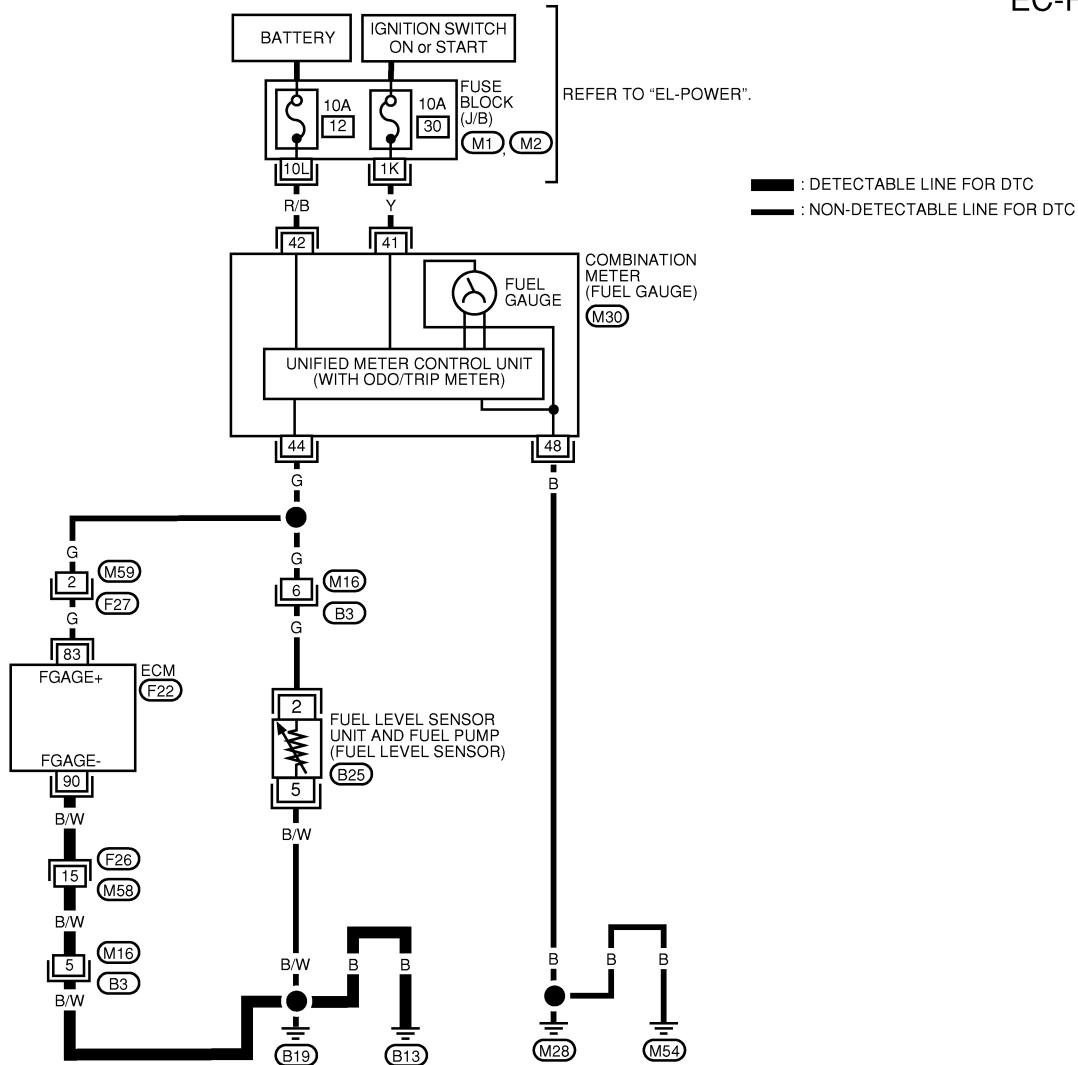 EC-F
BATTERY
IGNITION SWITCH
ON or START
FUSE
BLOCK
(J/B)
REFER TO “EL-POWER”.
10A
12
10A
30
M1 , M2
10L
1K
: DETECTABLE LINE FOR DTC
: NON-DETECTABLE LINE FOR DTC
R/B
Y
42
41
COMBINATION
METER
(FUEL GAUGE)
M30
FUEL
GAUGE
UNIFIED METER CONTROL UNIT
(WITH ODO/TRIP METER)
44
48
G
B
G
G
2
M59
F27
6
M16
B3
G
G
83
FGAGE+
ECM
F22
FGAGE-
90
2
FUEL LEVEL SENSOR
UNIT AND FUEL PUMP
(FUEL LEVEL SENSOR)
B25
5
B/W
B/W
15
F26
M58
B/W
5
M16
B3
B/W
B/W
B
B
B
B
B
B19
B13
M28
M54